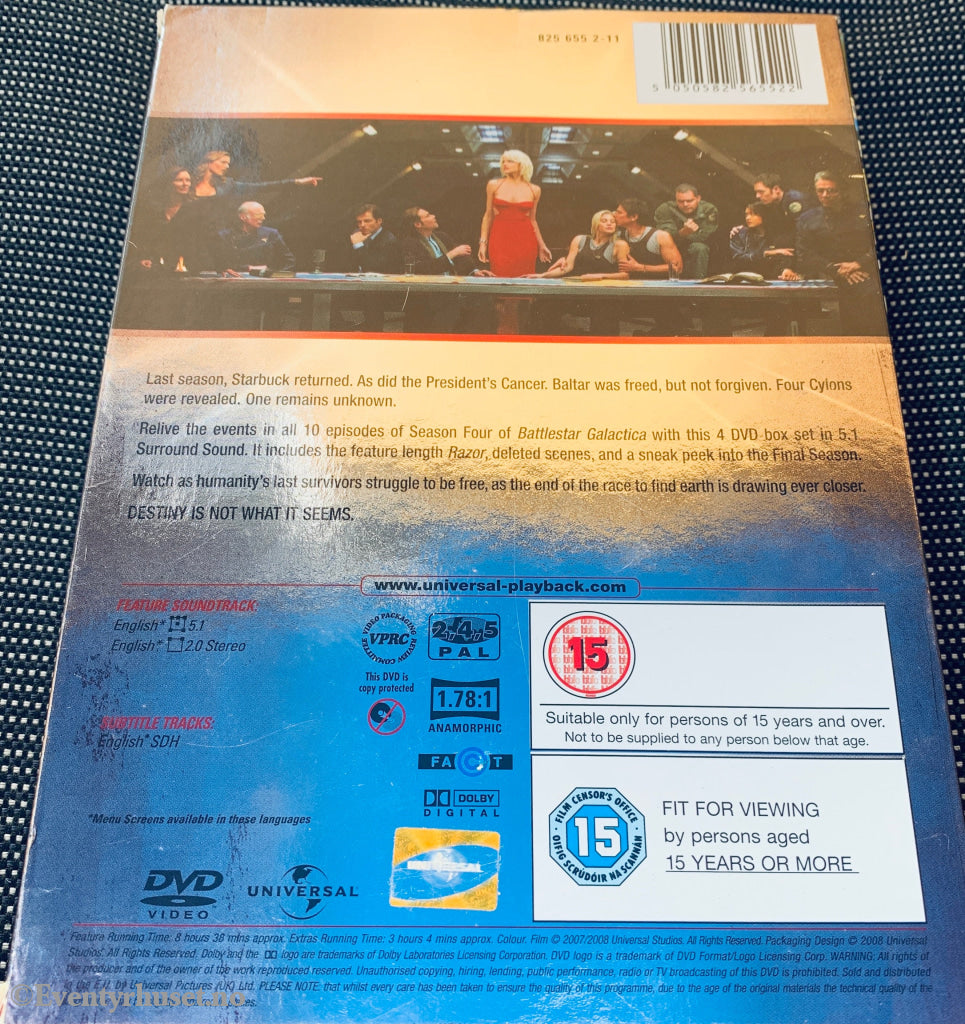 825 655 2-11
5 050582 565522
Last season, Starbuck returned. As did the President's Cancer. Baltar was freed, but not forgiven. Four Cylons
were revealed. One remains unknown.
Relive the events in all 10 episodes of Season Four of Battlestar Galactica with this 4 DVD box set in 5.1
Surround Sound. It includes the feature length Razor, deleted scenes, and a sneak peek into the Final Season.
Watch as humanity's last survivors struggle to be free, as the end of the race to find earth is drawing ever closer.
DESTINY IS NOT WHAT IT SEEMS.
www.universal-playback.com
FEATURE SOUNDTRACK:
English* 5.1
English* 2.0 Stereo
SUBTITLE TRACKS:
English* SDH
*Menu Screens available in these languages
VIDEO PACKAGING REVIEW COMMITTEE
VPRC
This DVD is
copy protected
2,4,5
PAL
1.78:1
ANAMORPHIC
FACT
DOLBY
DIGITAL
15
Suitable only for persons of 15 years and over.
Not to be supplied to any person below that age.
FILM CENSOR'S OFFICE
15
OIFIG SCRÚDÓIR NA SCANNÁN
FIT FOR VIEWING
by persons aged
15 YEARS OR MORE
DVD
VIDEO
UNIVERSAL
Feature Running Time: 8 hours 38 mins approx. Extras Running Time: 3 hours 4 mins approx. Colour. Film © 2007/2008 Universal Studios. All Rights Reserved. Packaging Design © 2008 Universal
Studios. All Rights Reserved. Dolby and the logo are trademarks of Dolby Laboratories Licensing Corporation. DVD logo is a trademark of DVD Format/Logo Licensing Corp. WARNING: All rights of
the producer and of the owner of the work reproduced reserved. Unauthorised copying, hiring, lending, public performance, radio or TV broadcasting of this DVD is prohibited. Sold and distributed
in the E.U. by Universal Pictures (UK) Ltd. PLEASE NOTE: that whilst every care has been taken to ensure the quality of this programme, due to the age of the original materials the technical quality of the
©Eventyrhuset.no